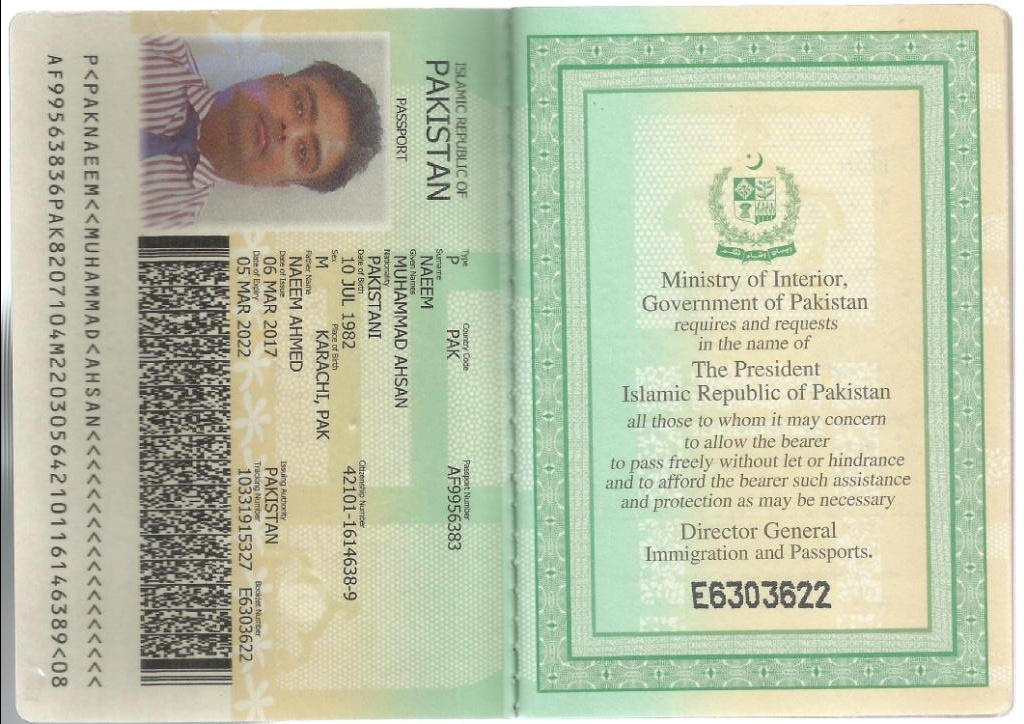 ISLAMIC REPUBLIC OF
PAKISTAN
PASSPORT
Type Country Code Passport Number
P PAK AF9956383
Surname
NAEEM
Given Names
MUHAMMAD AHSAN
Nationality
PAKISTANI
Date of Birth Citizenship Number
10 JUL 1982 42101-1614638-9
Sex Place of Birth
M KARACHI, PAK
Father Name
NAEEM AHMED
Date of Issue Issuing Authority
06 MAR 2017 PAKISTAN
Date of Expiry Tracking Number Booklet Number
05 MAR 2022 10331915327 E6303622
P<PAKNAEEM<<MUHAMMAD<AHSAN<<<<<<<<<<<<<<<<<<
AF99563836PAK8207104M22030564210116146389<08
Ministry of Interior,
Government of Pakistan
requires and requests
in the name of
The President
Islamic Republic of Pakistan
all those to whom it may concern
to allow the bearer
to pass freely without let or hindrance
and to afford the bearer such assistance
and protection as may be necessary
Director General
Immigration and Passports.
E6303622